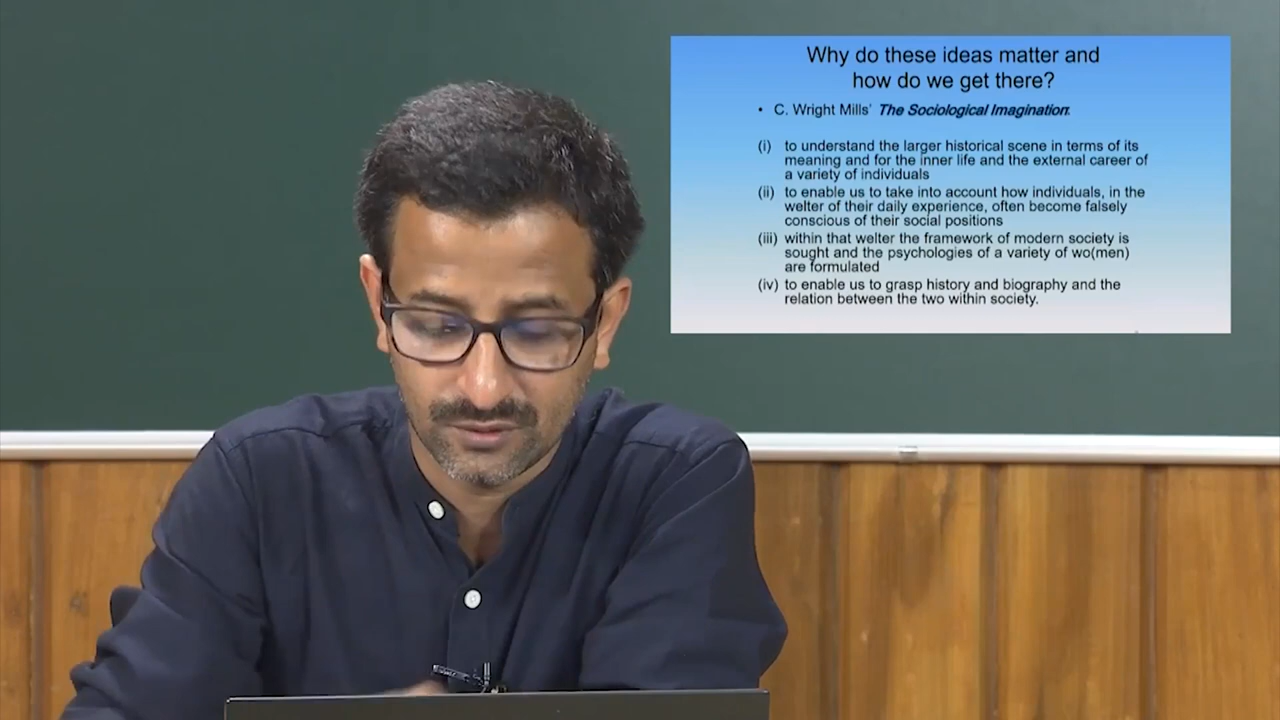 Why do these ideas matter and
how do we get there?
• C. Wright Mills' The Sociological Imagination:
(i) to understand the larger historical scene in terms of its
meaning and for the inner life and the external career of
a variety of individuals
(ii) to enable us to take into account how individuals, in the
welter of their daily experience, often become falsely
conscious of their social positions
(iii) within that welter the framework of modern society is
sought and the psychologies of a variety of wo(men)
are formulated
(iv) to enable us to grasp history and biography and the
relation between the two within society.